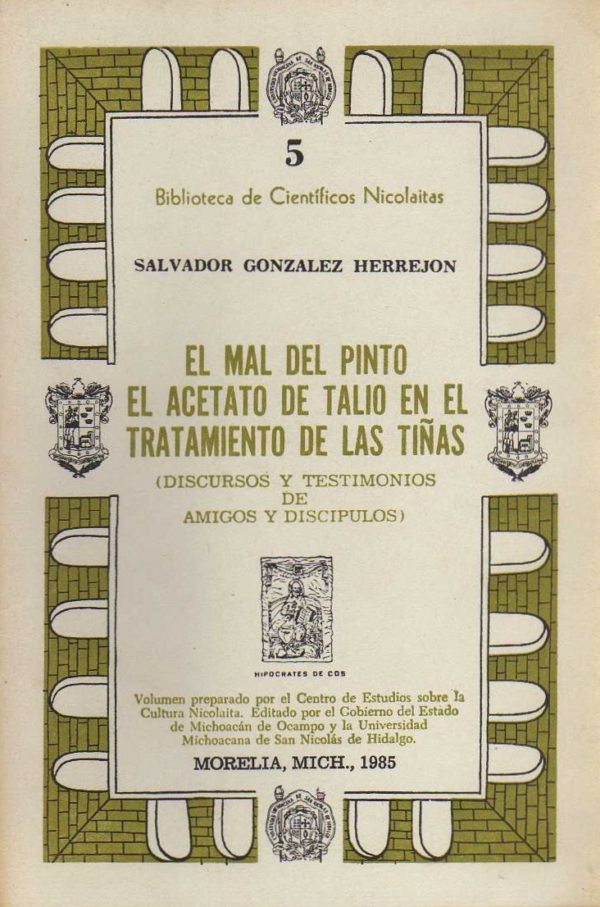 5
Biblioteca de Científicos Nicolaitas
SALVADOR GONZALEZ HERREJON
EL MAL DEL PINTO
EL ACETATO DE TALIO EN EL
TRATAMIENTO DE LAS TIÑAS
(DISCURSOS Y TESTIMONIOS
DE
AMIGOS Y DISCIPULOS)
HIPOCRATES DE COS
Volumen preparado por el Centro de Estudios sobre la
Cultura Nicolaita. Editado por el Gobierno del Estado
de Michoacán de Ocampo y la Universidad
Michoacana de San Nicolás de Hidalgo.
MORELIA, MICH., 1985